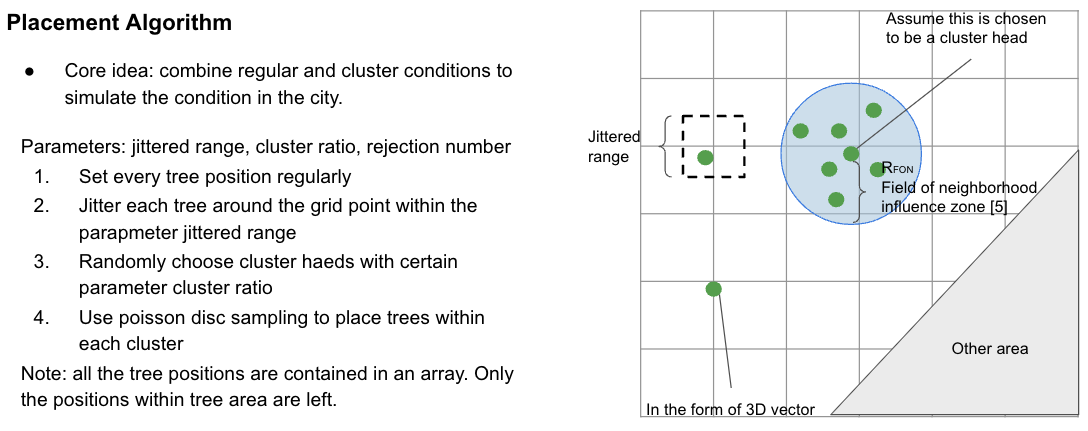 Placement Algorithm
● Core idea: combine regular and cluster conditions to
simulate the condition in the city.
Parameters: jittered range, cluster ratio, rejection number
1. Set every tree position regularly
2. Jitter each tree around the grid point within the
parapmeter jittered range
3. Randomly choose cluster haeds with certain
parameter cluster ratio
4. Use poisson disc sampling to place trees within
each cluster
Note: all the tree positions are contained in an array. Only
the positions within tree area are left.
Assume this is chosen
to be a cluster head
Jittered
range
RFON
Field of neighborhood
influence zone [5]
Other area
In the form of 3D vector